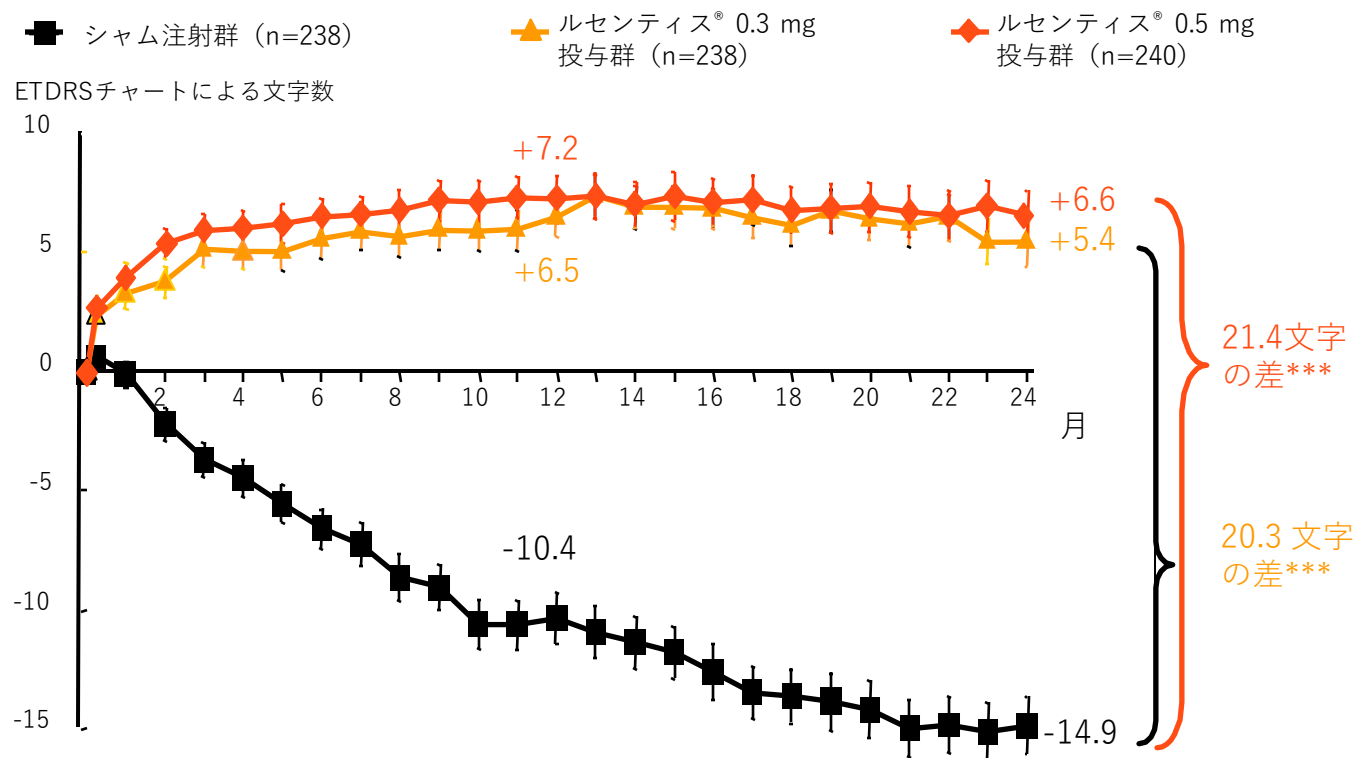 シャム注射群（n=238）
ルセンティス® 0.3 mg
投与群（n=238）
ルセンティス® 0.5 mg
投与群（n=240）
ETDRSチャートによる文字数
10
5
0
-5
-10
-15
+7.2
+6.5
-10.4
+6.6
+5.4
-14.9
2 4 6 8 10 12 14 16 18 20 22 24
月
21.4文字
の差***
20.3 文字
の差***